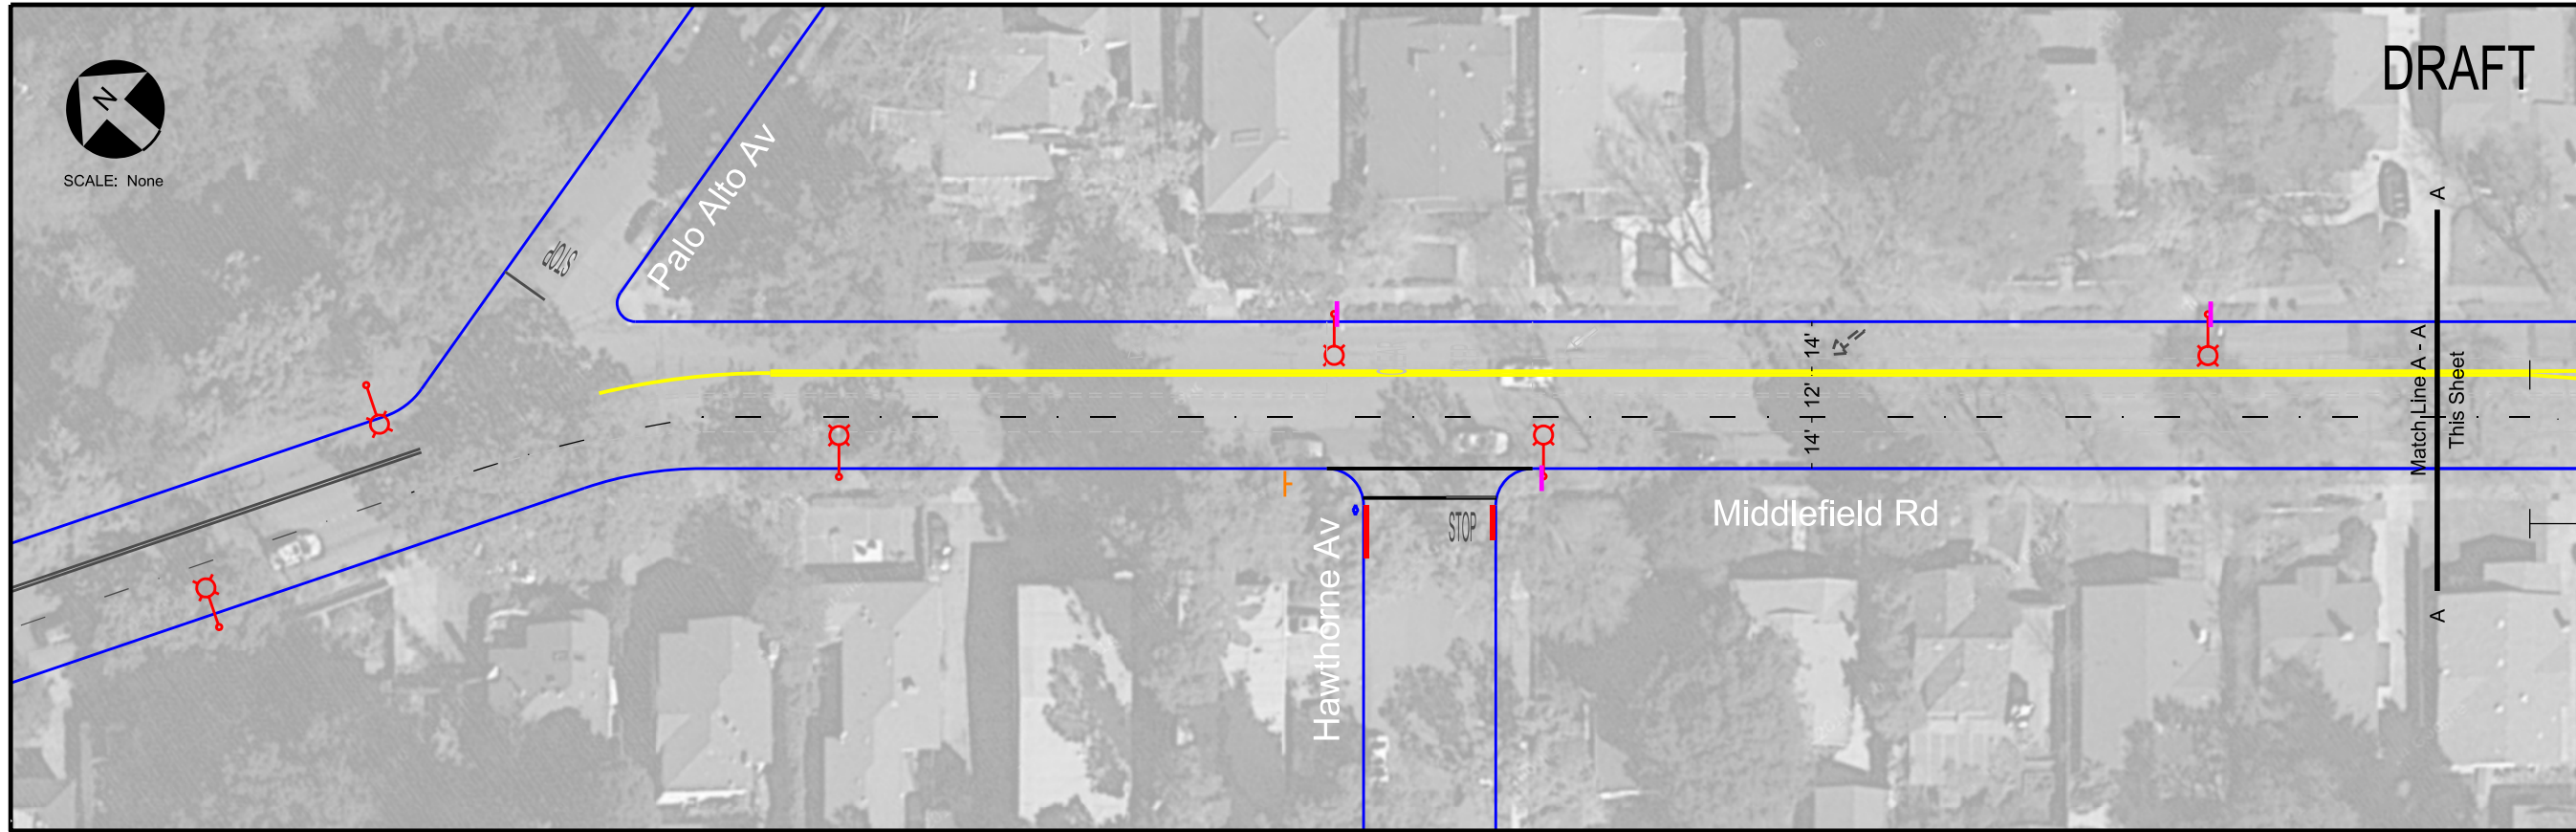 DRAFT
N
SCALE: None
Palo Alto Av
STOP
14'
12'
14'
Match Line A - A
This Sheet
A
A
Middlefield Rd
Hawthorne Av
STOP